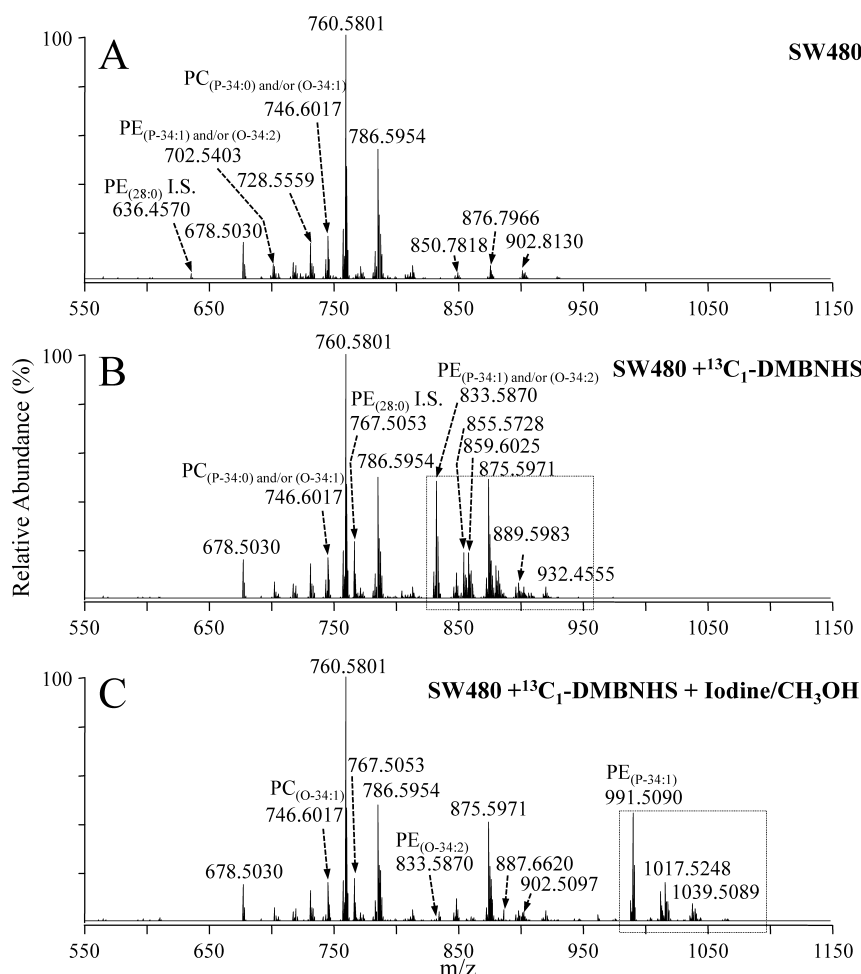 A
SW480
100
760.5801
PC(P-34:0) and/or (O-34:1)
746.6017
786.5954
PE(P-34:1) and/or (O-34:2)
702.5403
728.5559
PE(28:0) I.S.
636.4570
678.5030
850.7818
876.7966
902.8130
550 650 750 850 950 1050 1150
Relative Abundance (%)
B
SW480 +¹³C₁-DMBNHS
100
760.5801
PE(P-34:1) and/or (O-34:2)
833.5870
PE(28:0) I.S.
767.5053
855.5728
859.6025
786.5954
875.5971
PC(P-34:0) and/or (O-34:1)
746.6017
678.5030
889.5983
932.4555
550 650 750 850 950 1050 1150
C
SW480 +¹³C₁-DMBNHS + Iodine/CH₃OH
100
760.5801
767.5053
PC(O-34:1)
746.6017
786.5954
875.5971
PE(P-34:1)
991.5090
PE(O-34:2)
833.5870
678.5030
887.6620
902.5097
1017.5248
1039.5089
550 650 750 850 950 1050 1150
m/z